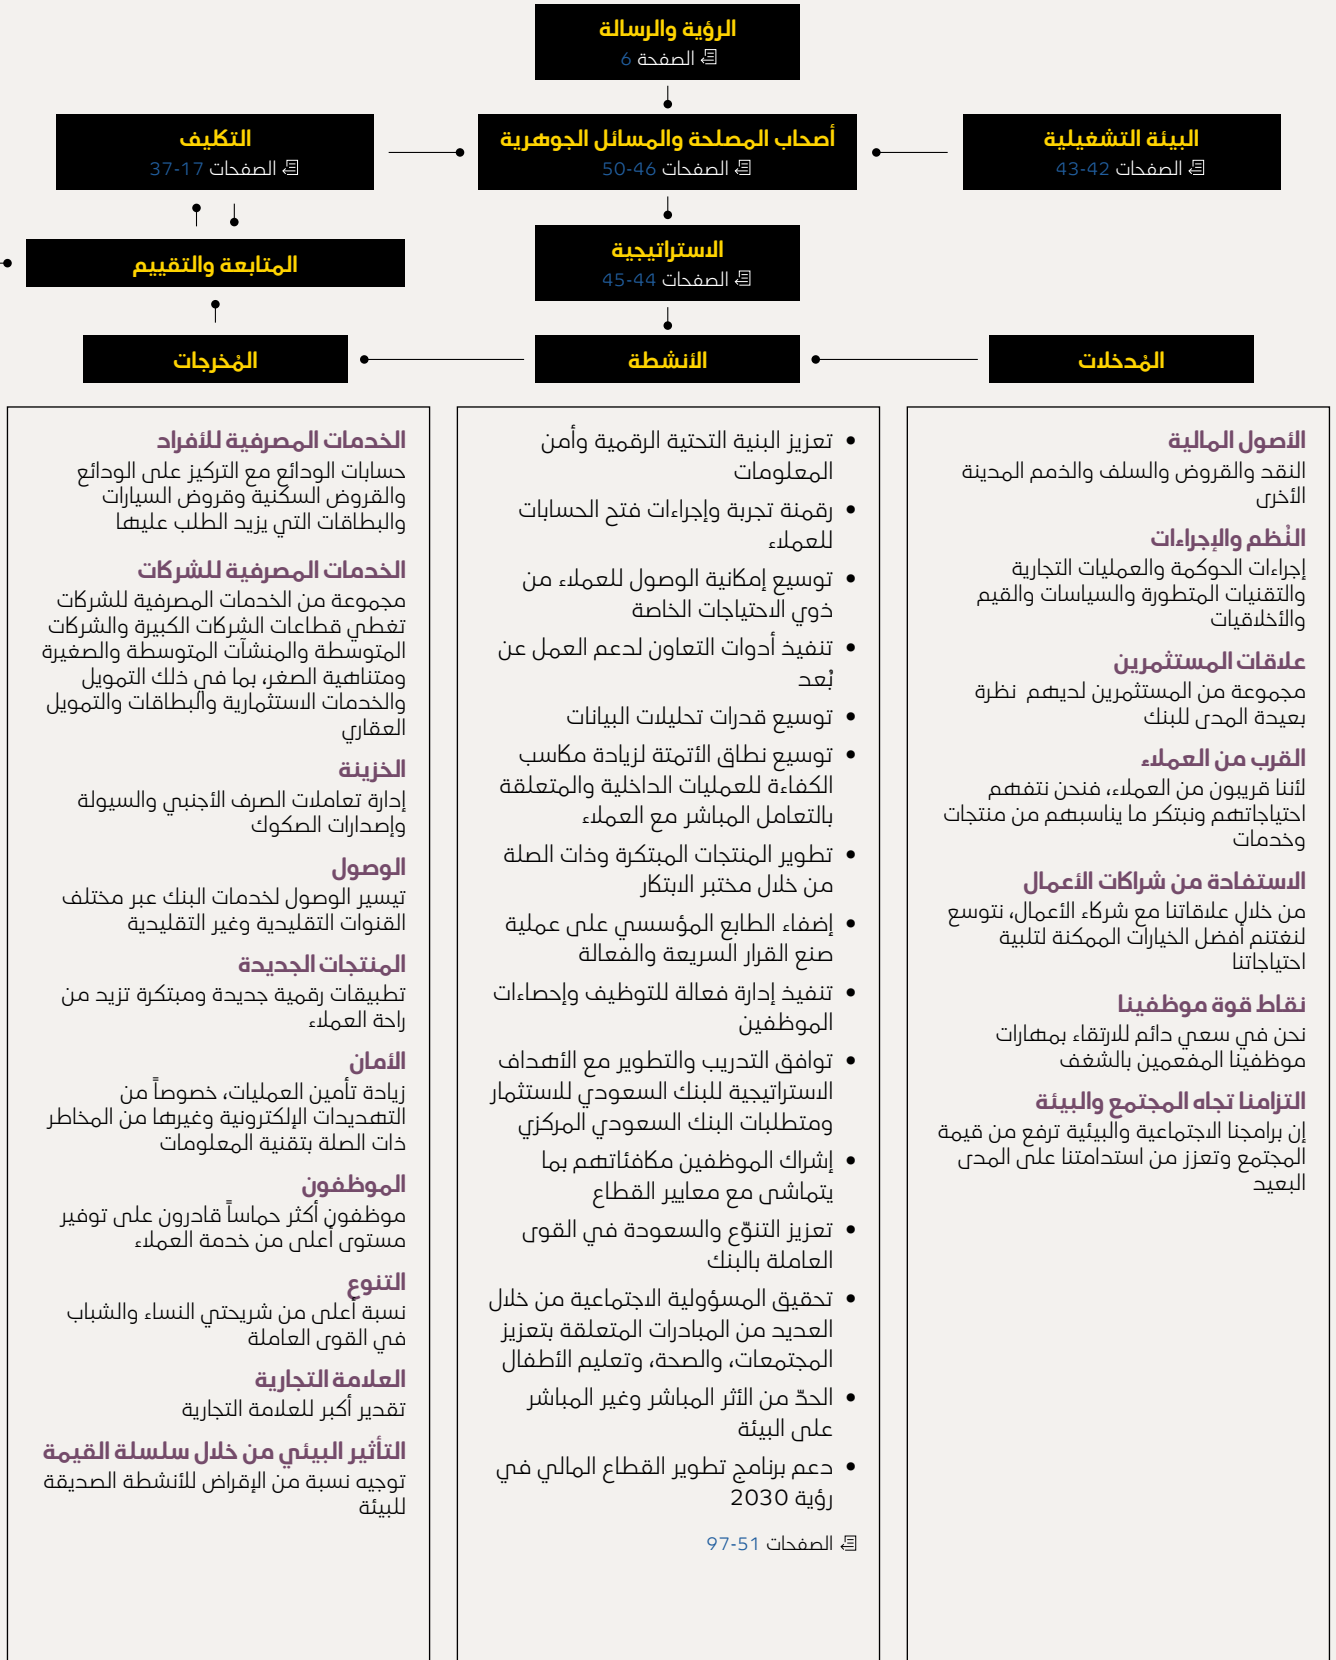 الرؤية والرسالة
الصفحة 6
البيئة التشغيلية
الصفحات 42-43
أصحاب المصلحة والمسائل الجوهرية
الصفحات 46-50
التكليف
الصفحات 17-37
الاستراتيجية
الصفحات 44-45
المتابعة والتقييم
المُدخلات
الأنشطة
المُخرجات
الأصول المالية
النقد والقروض والسلف والذمم المدينة
الأخرى
النُظم والإجراءات
إجراءات الحوكمة والعمليات التجارية
والتقنيات المتطورة والسياسات والقيم
والأخلاقيات
علاقات المستثمرين
مجموعة من المستثمرين لديهم نظرة
بعيدة المدى للبنك
القرب من العملاء
لأننا قريبون من العملاء، فنحن نتفهم
احتياجاتهم ونبتكر ما يناسبهم من منتجات
وخدمات
الاستفادة من شراكات الأعمال
من خلال علاقاتنا مع شركاء الأعمال، نتوسع
لنغتنم أفضل الخيارات الممكنة لتلبية
احتياجاتنا
نقاط قوة موظفينا
نحن في سعي دائم للارتقاء بمهارات
موظفينا المفعمين بالشغف
التزامنا تجاه المجتمع والبيئة
إن برامجنا الاجتماعية والبيئية ترفع من قيمة
المجتمع وتعزز من استدامتنا على المدى
البعيد
• تعزيز البنية التحتية الرقمية وأمن
المعلومات
• رقمنة تجربة وإجراءات فتح الحسابات
للعملاء
• توسيع إمكانية الوصول للعملاء من
ذوي الاحتياجات الخاصة
• تنفيذ أدوات التعاون لدعم العمل عن
بُعد
• توسيع قدرات تحليلات البيانات
• توسيع نطاق الأتمتة لزيادة مكاسب
الكفاءة للعمليات الداخلية والمتعلقة
بالتعامل المباشر مع العملاء
• تطوير المنتجات المبتكرة وذات الصلة
من خلال مختبر الابتكار
• إضفاء الطابع المؤسسي على عملية
صنع القرار السريعة والفعالة
• تنفيذ إدارة فعالة للتوظيف وإحصاءات
الموظفين
• توافق التدريب والتطوير مع الأهداف
الاستراتيجية للبنك السعودي للاستثمار
ومتطلبات البنك السعودي المركزي
• إشراك الموظفين مكافئاتهم بما
يتماشى مع معايير القطاع
• تعزيز التنوّع والسعودة في القوى
العاملة بالبنك
• تحقيق المسؤولية الاجتماعية من خلال
العديد من المبادرات المتعلقة بتعزيز
المجتمعات، والصحة، وتعليم الأطفال
• الحدّ من الأثر المباشر وغير المباشر
على البيئة
• دعم برنامج تطوير القطاع المالي في
رؤية 2030
الصفحات 51-97
الخدمات المصرفية للأفراد
حسابات الودائع مع التركيز على الودائع
والقروض السكنية وقروض السيارات
والبطاقات التي يزيد الطلب عليها
الخدمات المصرفية للشركات
مجموعة من الخدمات المصرفية للشركات
تغطي قطاعات الشركات الكبيرة والشركات
المتوسطة والمنشآت المتوسطة والصغيرة
ومتناهية الصغر، بما في ذلك التمويل
والخدمات الاستثمارية والبطاقات والتمويل
العقاري
الخزينة
إدارة تعاملات الصرف الأجنبي والسيولة
وإصدارات الصكوك
الوصول
تيسير الوصول لخدمات البنك عبر مختلف
القنوات التقليدية وغير التقليدية
المنتجات الجديدة
تطبيقات رقمية جديدة ومبتكرة تزيد من
راحة العملاء
الأمان
زيادة تأمين العمليات، خصوصاً من
التهديدات الإلكترونية وغيرها من المخاطر
ذات الصلة بتقنية المعلومات
الموظفون
موظفون أكثر حماساً قادرون على توفير
مستوى أعلى من خدمة العملاء
التنوع
نسبة أعلى من شريحتي النساء والشباب
في القوى العاملة
العلامة التجارية
تقدير أكبر للعلامة التجارية
التأثير البيئي من خلال سلسلة القيمة
توجيه نسبة من الإقراض للأنشطة الصديقة
للبيئة